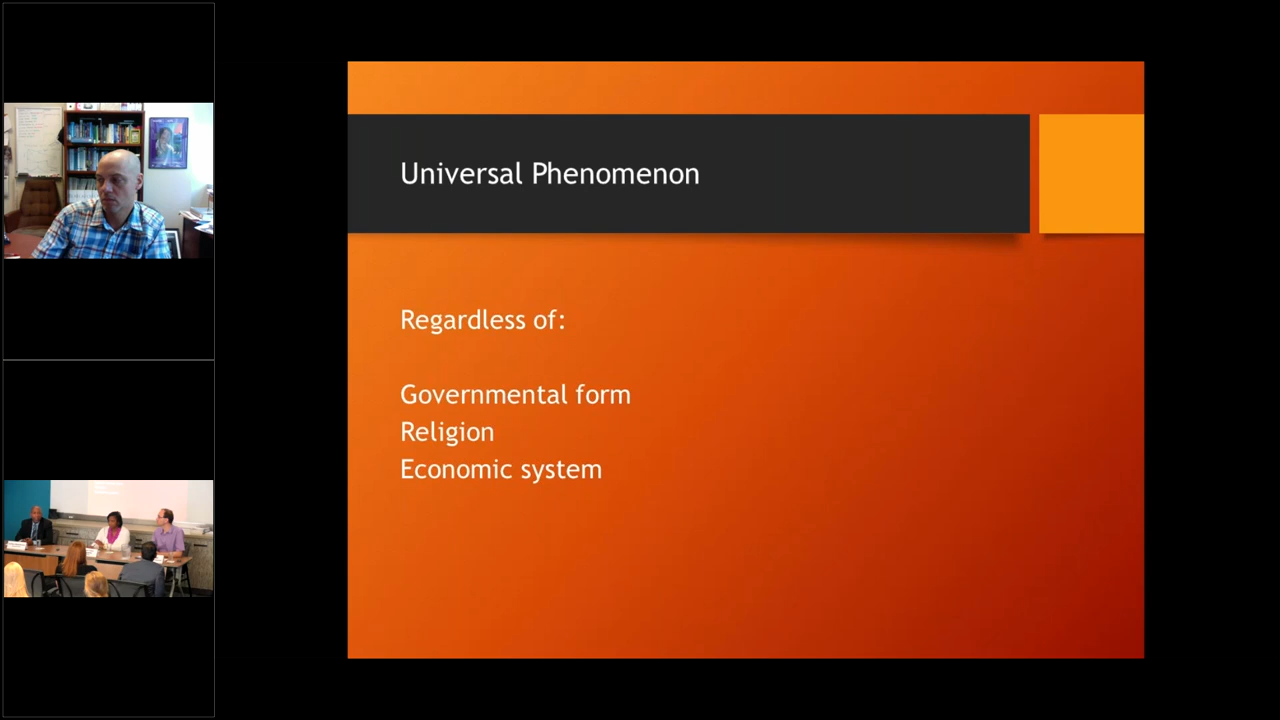 Universal Phenomenon
Regardless of:
Governmental form
Religion
Economic system